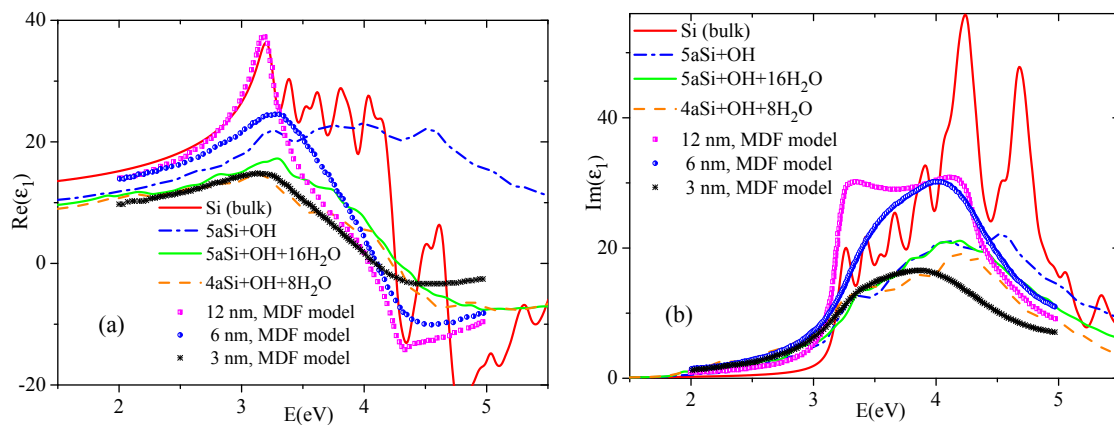 40
20
0
-20
Re(ε₁)
Si (bulk)
5aSi+OH
5aSi+OH+16H₂O
4aSi+OH+8H₂O
12 nm, MDF model
6 nm, MDF model
3 nm, MDF model
(a)
2 3 4 5
E(eV)
60
40
20
0
Im(ε₁)
Si (bulk)
5aSi+OH
5aSi+OH+16H₂O
4aSi+OH+8H₂O
12 nm, MDF model
6 nm, MDF model
3 nm, MDF model
(b)
2 3 4 5
E(eV)